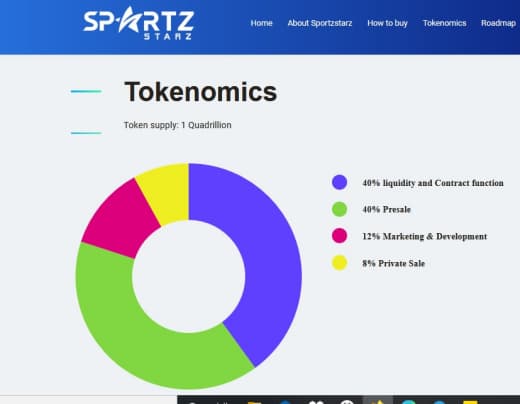 SPORTZ
STARZ
Home About Sportzstarz How to buy Tokenomics Roadmap
Tokenomics
Token supply: 1 Quadrillion
40% liquidity and Contract function
40% Presale
12% Marketing & Development
8% Private Sale